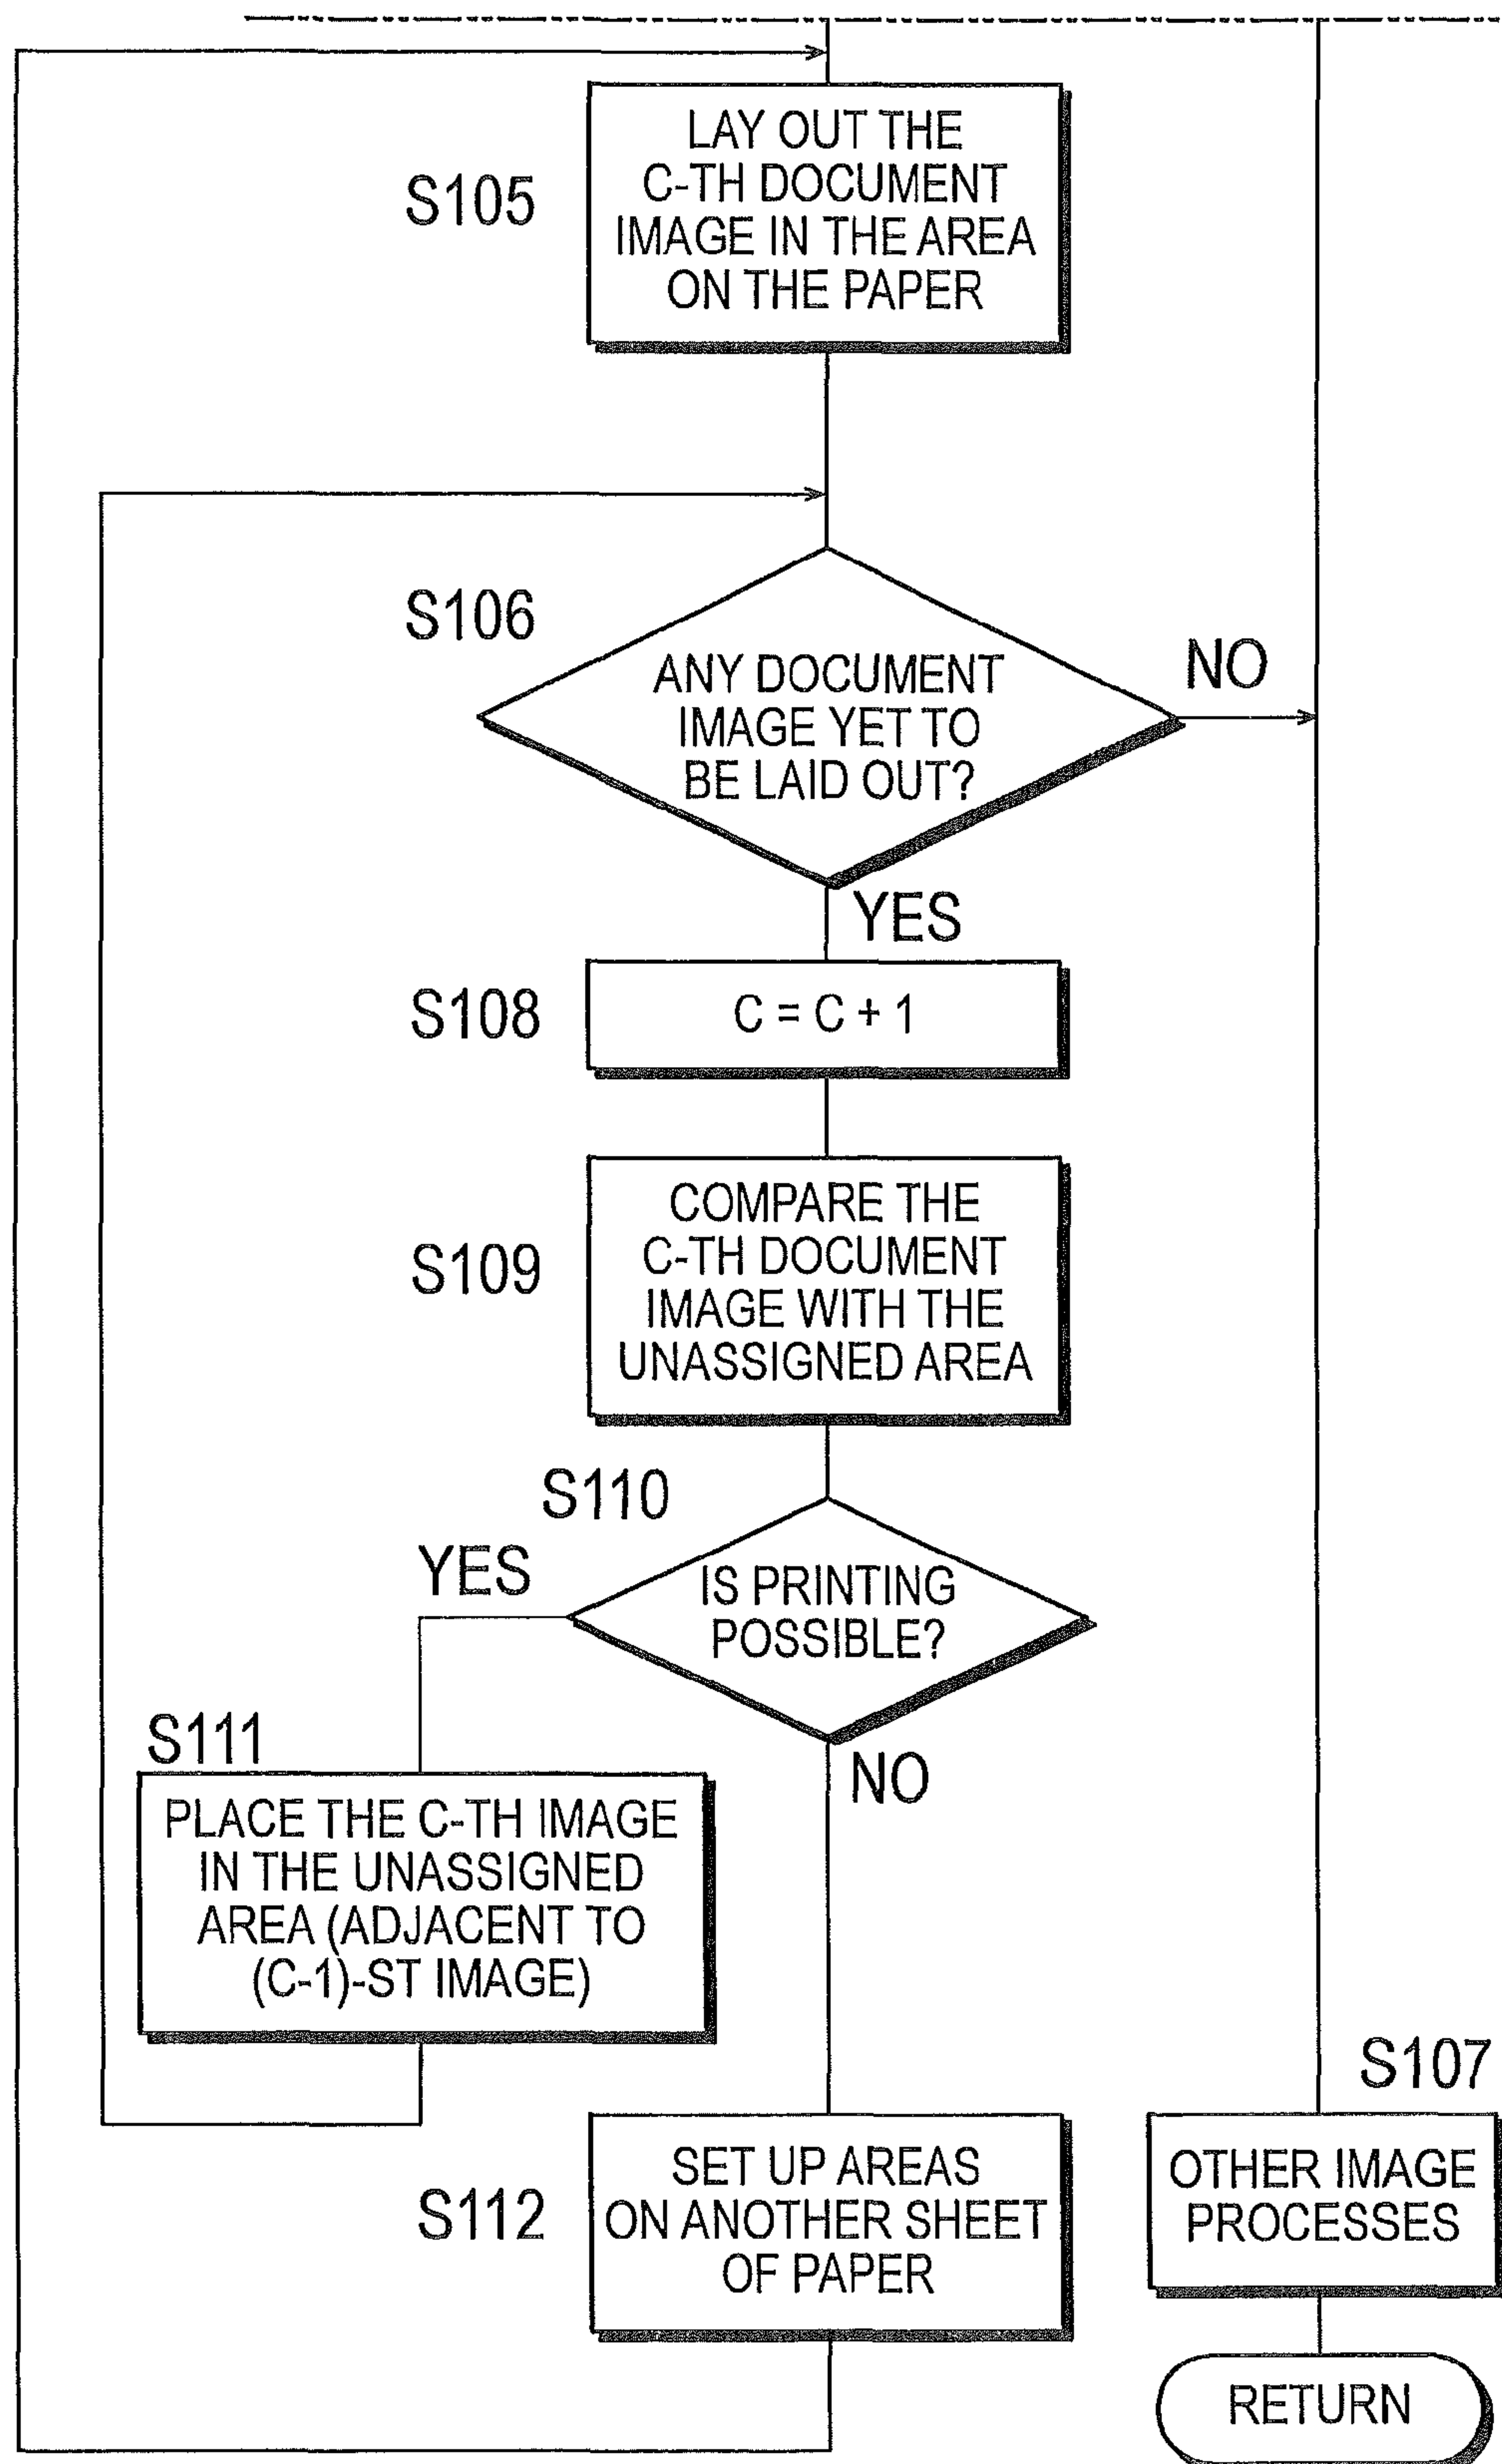 S105
LAY OUT THE
C-TH DOCUMENT
IMAGE IN THE AREA
ON THE PAPER
S106
ANY DOCUMENT
IMAGE YET TO
BE LAID OUT?
NO
YES
S108
C = C + 1
S109
COMPARE THE
C-TH DOCUMENT
IMAGE WITH THE
UNASSIGNED AREA
S110
IS PRINTING
POSSIBLE?
YES
NO
S111
PLACE THE C-TH IMAGE
IN THE UNASSIGNED
AREA (ADJACENT TO
(C-1)-ST IMAGE)
S112
SET UP AREAS
ON ANOTHER SHEET
OF PAPER
S107
OTHER IMAGE
PROCESSES
RETURN